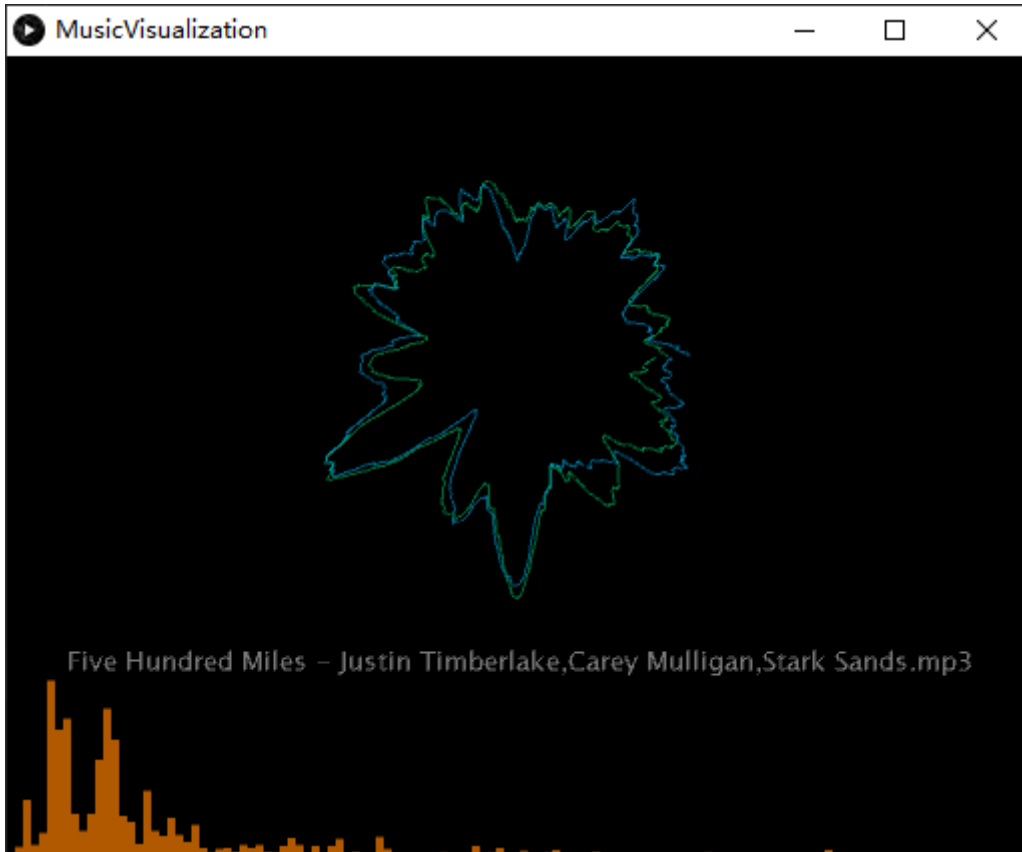 MusicVisualization
Five Hundred Miles - Justin Timberlake,Carey Mulligan,Stark Sands.mp3